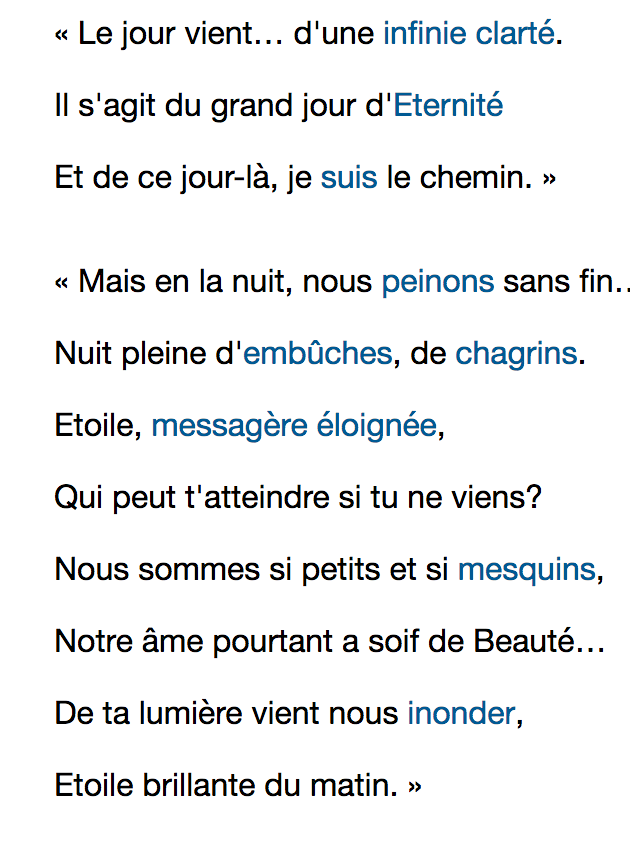 « Le jour vient… d'une infinie clarté.
Il s'agit du grand jour d'Eternité
Et de ce jour-là, je suis le chemin. »
« Mais en la nuit, nous peinons sans fin..
Nuit pleine d'embûches, de chagrins.
Etoile, messagère éloignée,
Qui peut t'atteindre si tu ne viens?
Nous sommes si petits et si mesquins,
Notre âme pourtant a soif de Beauté…
De ta lumière vient nous inonder,
Etoile brillante du matin. »